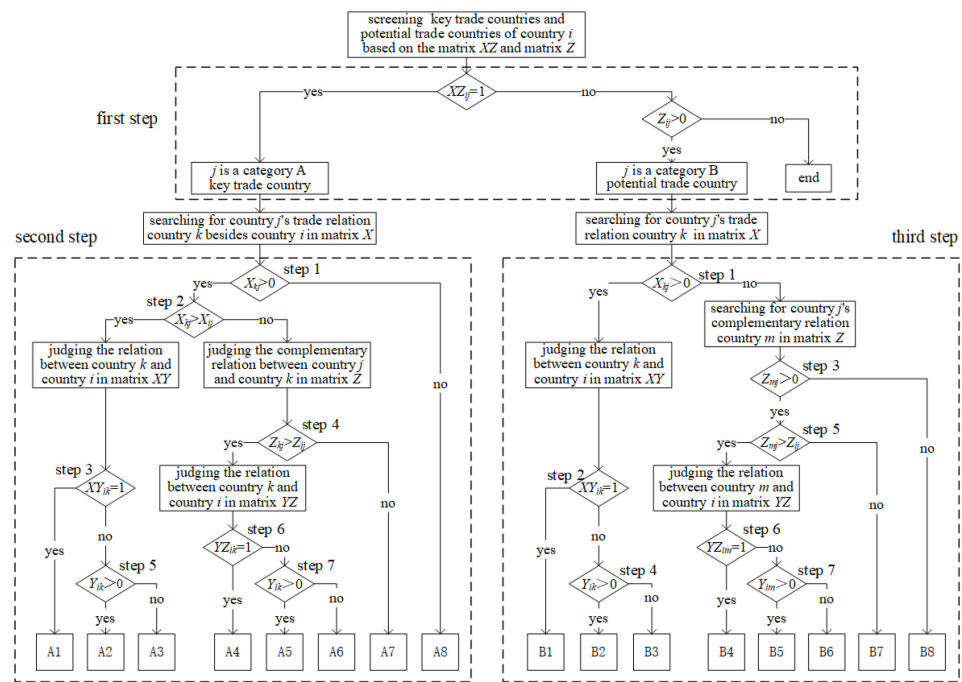 screening key trade countries and
potential trade countries of country i
based on the matrix XZ and matrix Z
first step
XZij=1
yes
no
Zij>0
no
yes
j is a category A
key trade country
j is a category B
potential trade country
end
searching for country j's trade relation
country k besides country i in matrix X
searching for country j's trade
relation country k in matrix X
second step
third step
step 1
Xkj>0
yes
no
step 2
Xkj>Xij
yes
no
judging the relation
between country k and
country i in matrix XY
judging the complementary
relation between country j
and country k in matrix Z
step 4
Zkj>Zij
yes
no
judging the relation
between country k and
country i in matrix YZ
step 3
XYik=1
yes
no
step 5
Yik>0
yes
no
step 6
YZik=1
yes
no
step 7
Yik>0
yes
no
A1
A2
A3
A4
A5
A6
A7
A8
step 1
Xkj>0
yes
no
searching for country j's
complementary relation
country m in matrix Z
judging the relation
between country k and
country i in matrix XY
step 3
Zmj>0
yes
no
step 5
Zmj>Zij
yes
no
judging the relation
between country m and
country i in matrix YZ
step 2
XYik=1
yes
no
step 4
Yik>0
yes
no
step 6
YZim=1
yes
no
step 7
Yim>0
yes
no
B1
B2
B3
B4
B5
B6
B7
B8